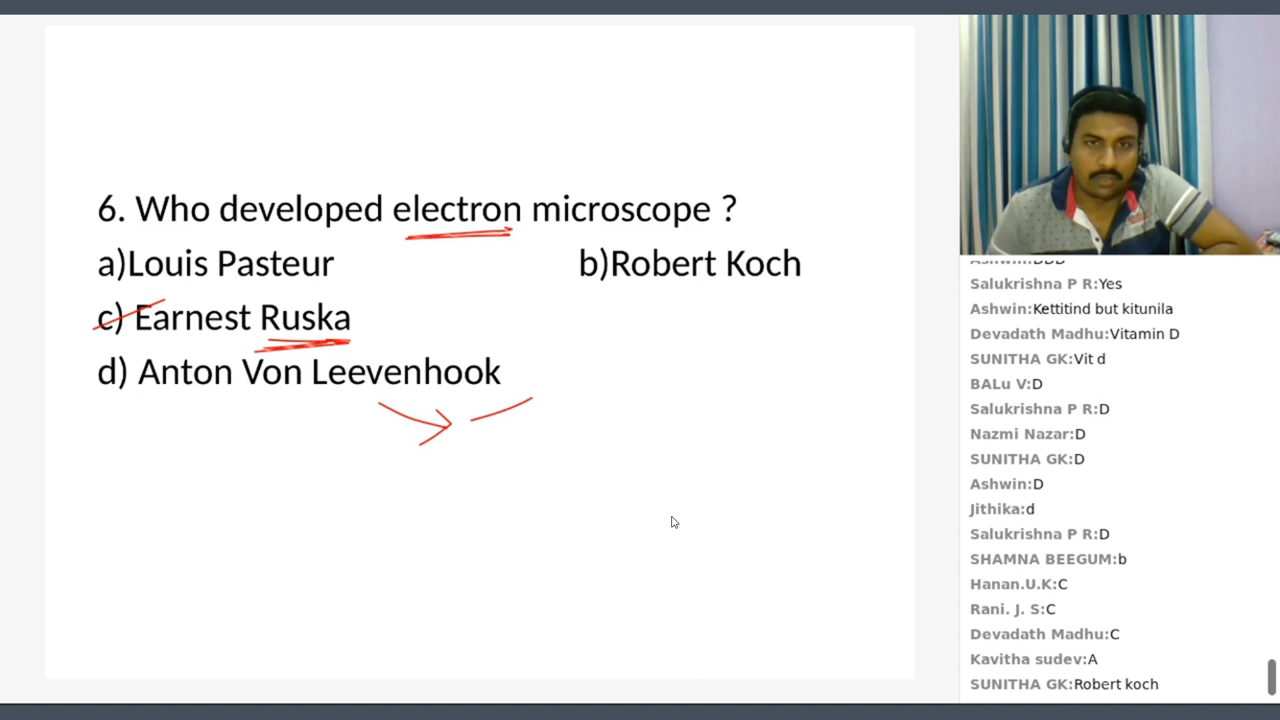 6. Who developed electron microscope ?
a)Louis Pasteur b)Robert Koch
c) Earnest Ruska
d) Anton Von Leevenhook
Salukrishna P R:Yes
Ashwin:Kettitind but kitunila
Devadath Madhu:Vitamin D
SUNITHA GK:Vit d
BALu V:D
Salukrishna P R:D
Nazmi Nazar:D
SUNITHA GK:D
Ashwin:D
Jithika:d
Salukrishna P R:D
SHAMNA BEEGUM:b
Hanan.U.K:C
Rani. J. S:C
Devadath Madhu:C
Kavitha sudev:A
SUNITHA GK:Robert koch